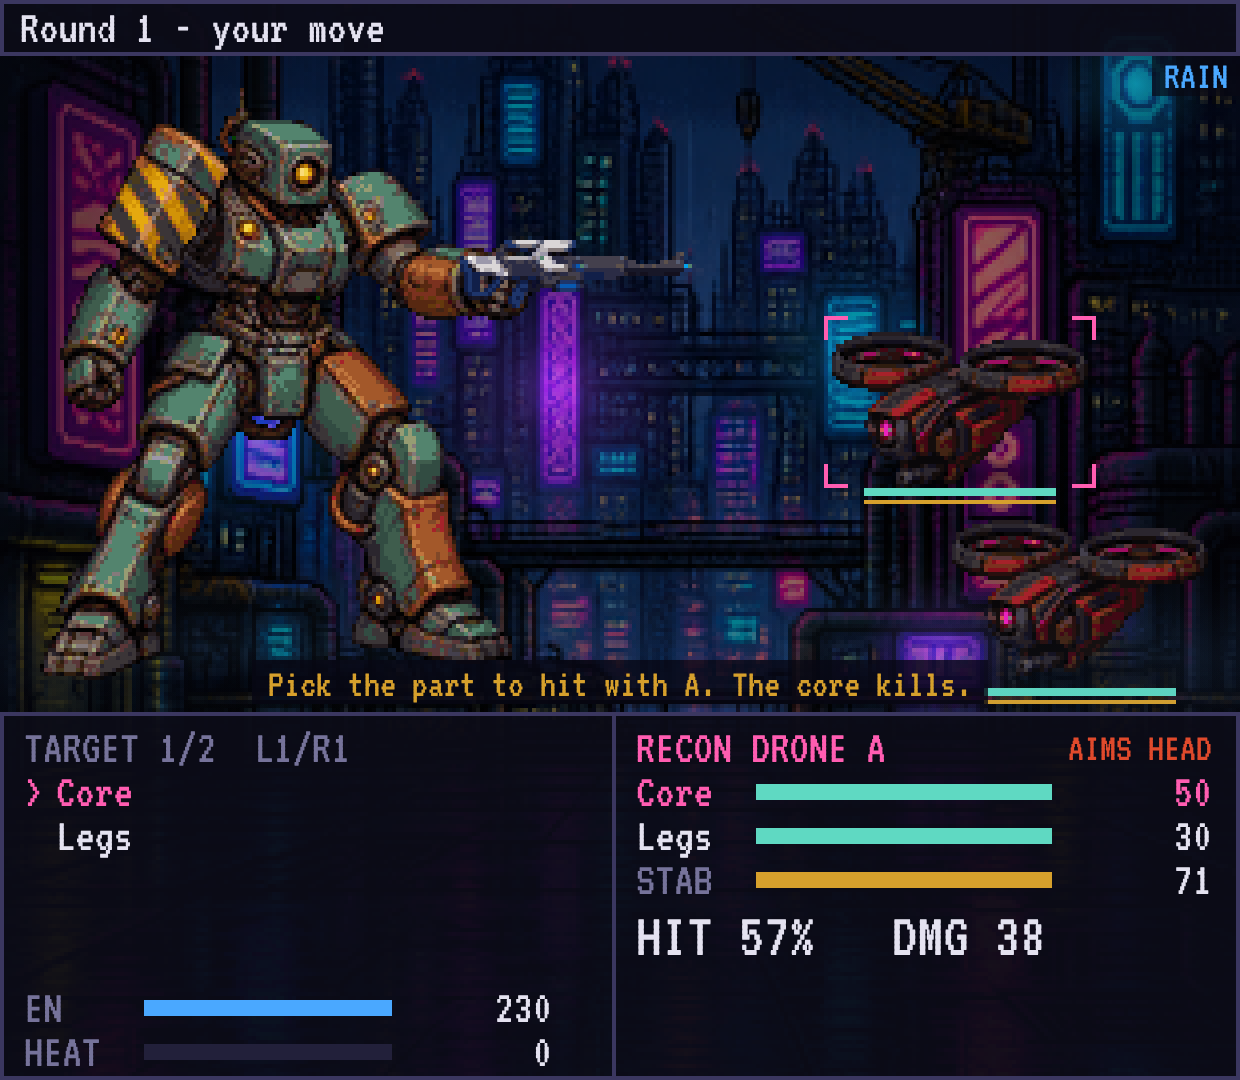 Round 1 - your move
RAIN
Pick the part to hit with A. The core kills.
TARGET 1/2 L1/R1
› Core
Legs
EN 230
HEAT 0
RECON DRONE A AIMS HEAD
Core 50
Legs 30
STAB 71
HIT 57% DMG 38